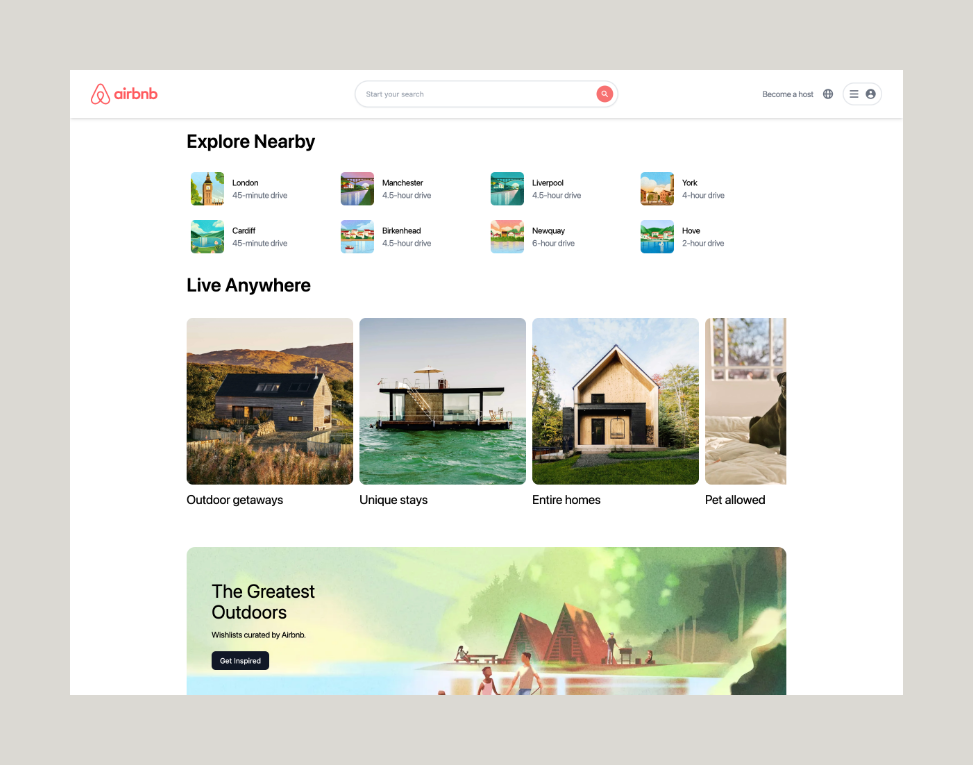 airbnb
Start your search
Become a host
Explore Nearby
London
45-minute drive
Manchester
4.5-hour drive
Liverpool
4.5-hour drive
York
4-hour drive
Cardiff
45-minute drive
Birkenhead
4.5-hour drive
Newquay
6-hour drive
Hove
2-hour drive
Live Anywhere
Outdoor getaways
Unique stays
Entire homes
Pet allowed
The Greatest
Outdoors
Wishlists curated by Airbnb.
Get Inspired